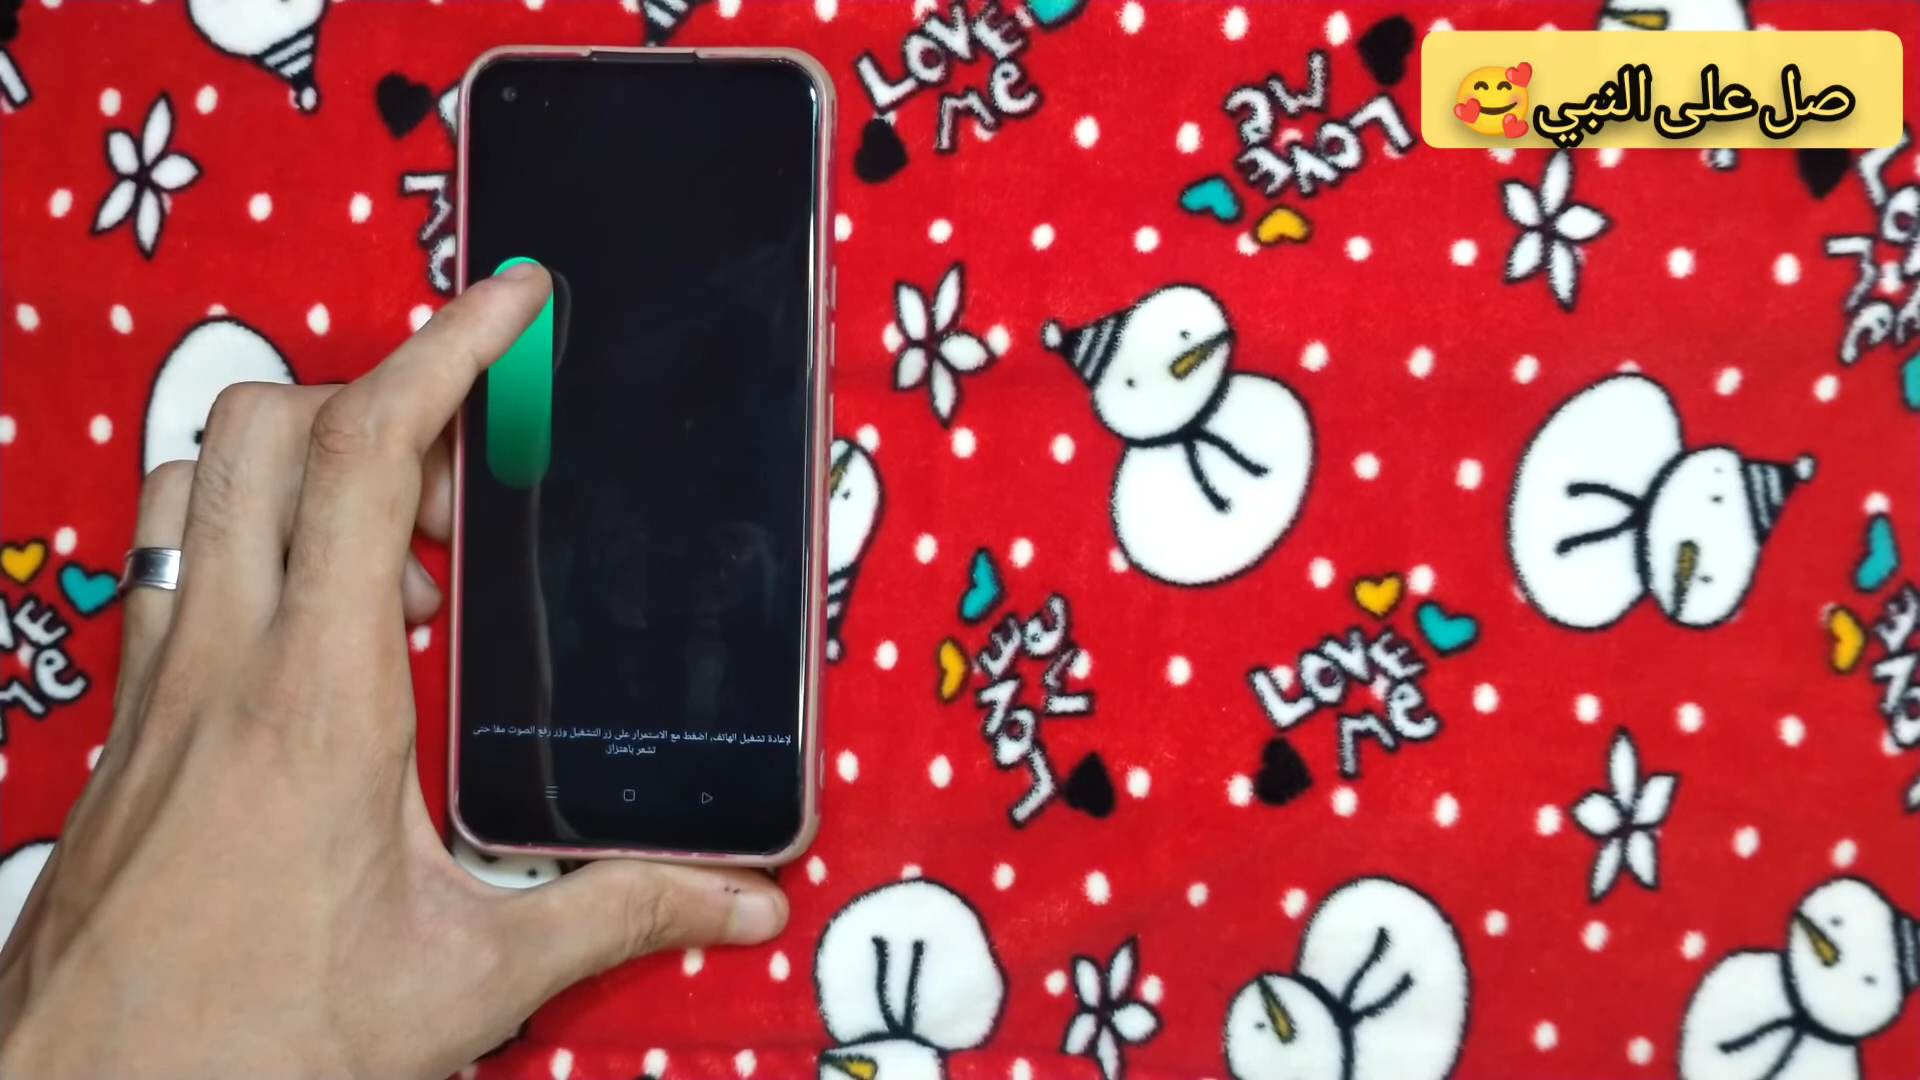 صل على النبي🥰
LOVE
me
LOVE
ME
لإعادة تشغيل الهاتف، اضغط مع الاستمرار على زر التشغيل وزر رفع الصوت معًا حتى
تشعر باهتزاز.
LOVE
me
LOVE
me